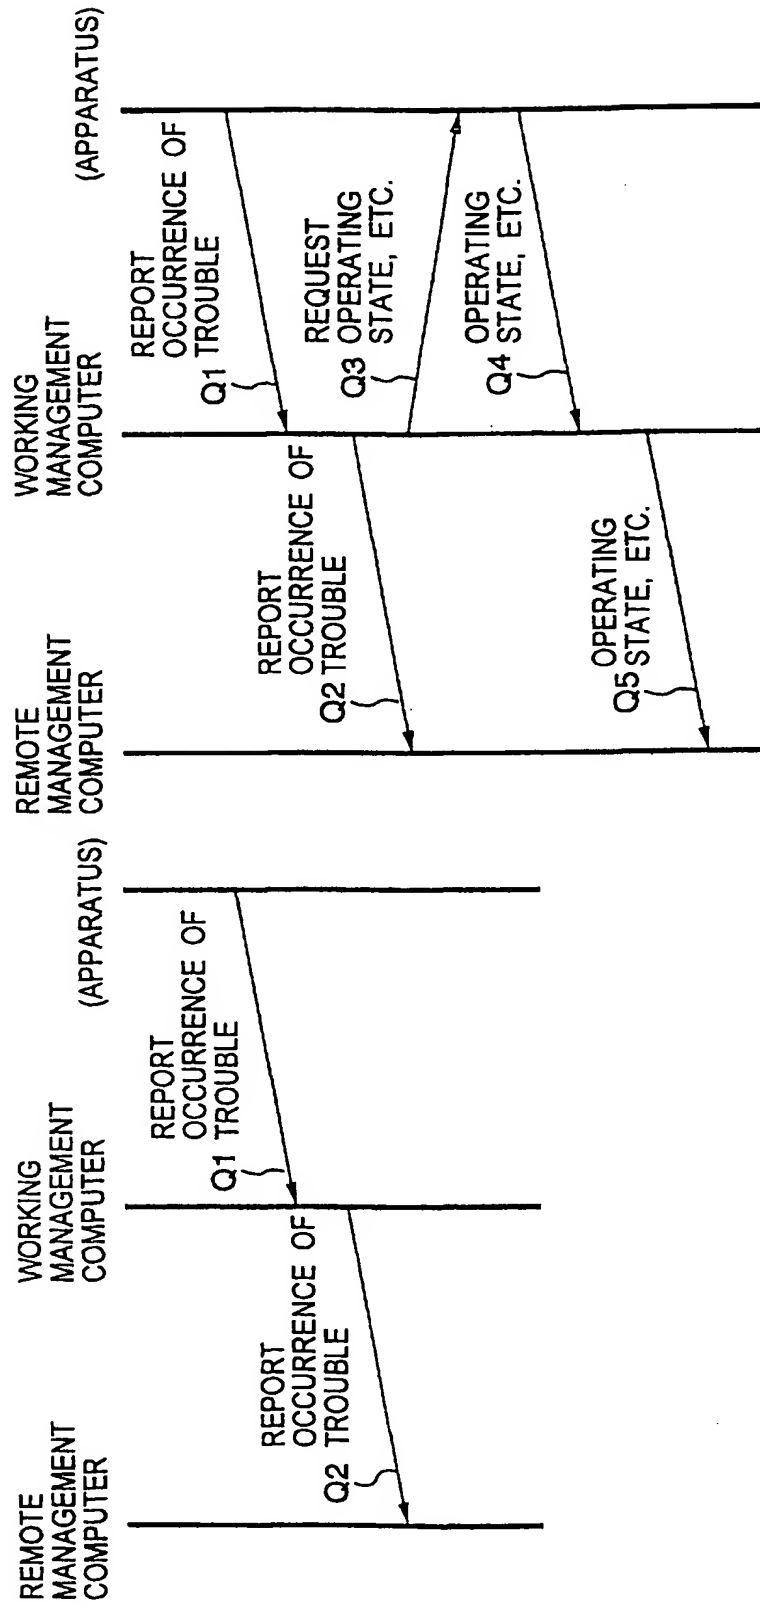 REMOTE
MANAGEMENT
COMPUTER
WORKING
MANAGEMENT
COMPUTER
(APPARATUS)
REPORT
OCCURRENCE OF
Q1 TROUBLE
REPORT
OCCURRENCE OF
Q2 TROUBLE
REMOTE
MANAGEMENT
COMPUTER
WORKING
MANAGEMENT
COMPUTER
(APPARATUS)
REPORT
OCCURRENCE OF
TROUBLE
Q1
REPORT
OCCURRENCE OF
Q2 TROUBLE
REQUEST
OPERATING
STATE, ETC.
Q3
OPERATING
STATE, ETC.
Q4
OPERATING
Q5 STATE, ETC.